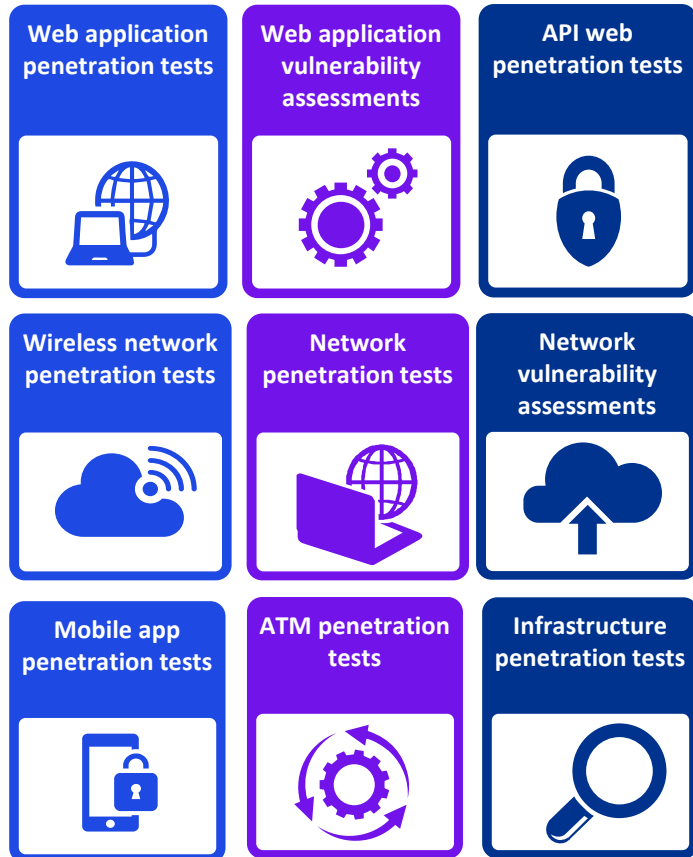 Web application
penetration tests
Web application
vulnerability
assessments
API web
penetration tests
Wireless network
penetration tests
Network
penetration tests
Network
vulnerability
assessments
Mobile app
penetration tests
ATM penetration
tests
Infrastructure
penetration tests